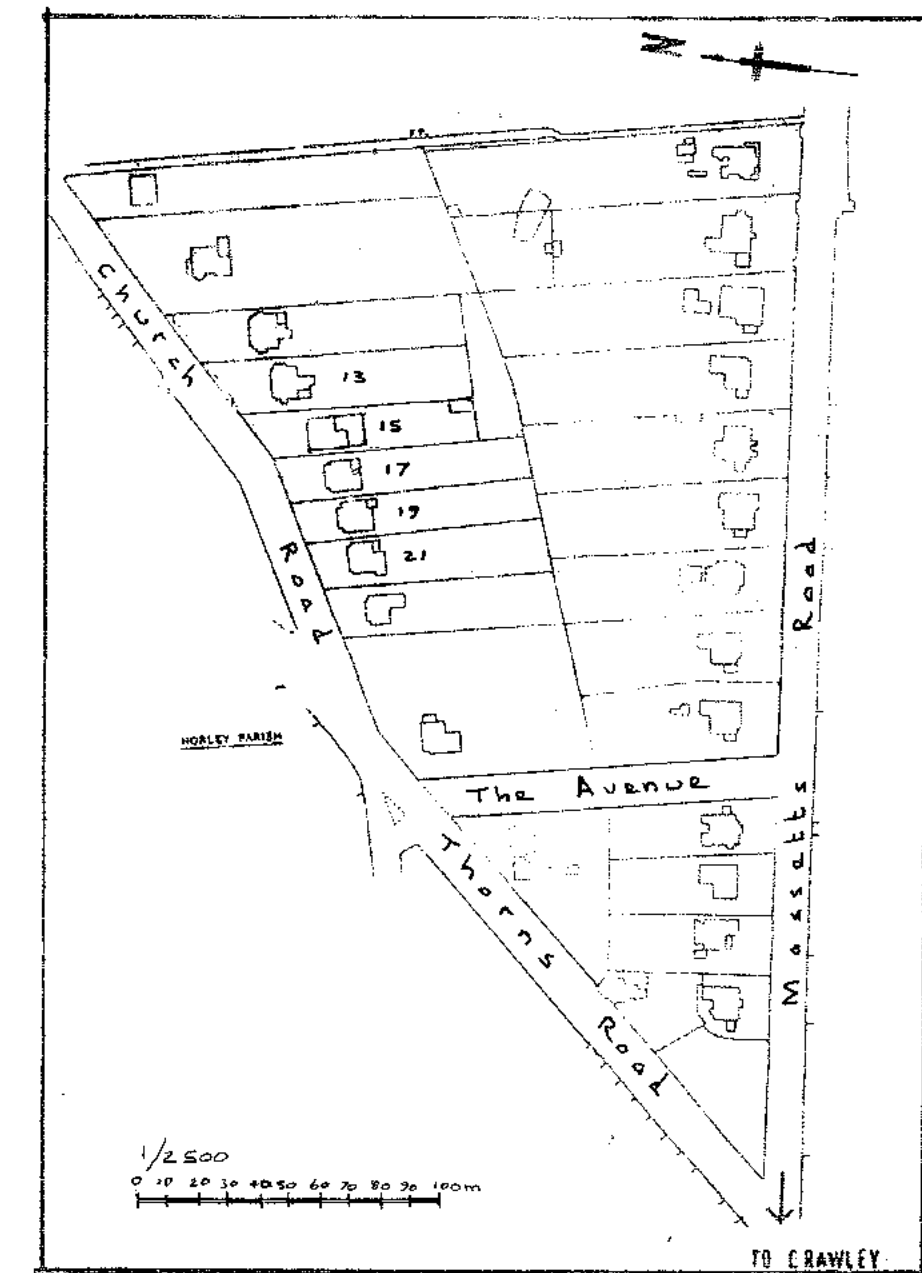 N
F.P.
Church Road
13
15
17
19
21
HORLEY PARISH
The Avenue
Road
Massetts
Thorns Road
1/2500
0 10 20 30 40 50 60 70 80 90 100m
TO CRAWLEY